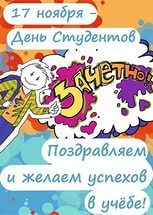 17 ноября -
День Студентов
Зачетно!
Поздравляем
и желаем успехов
в учёбе!